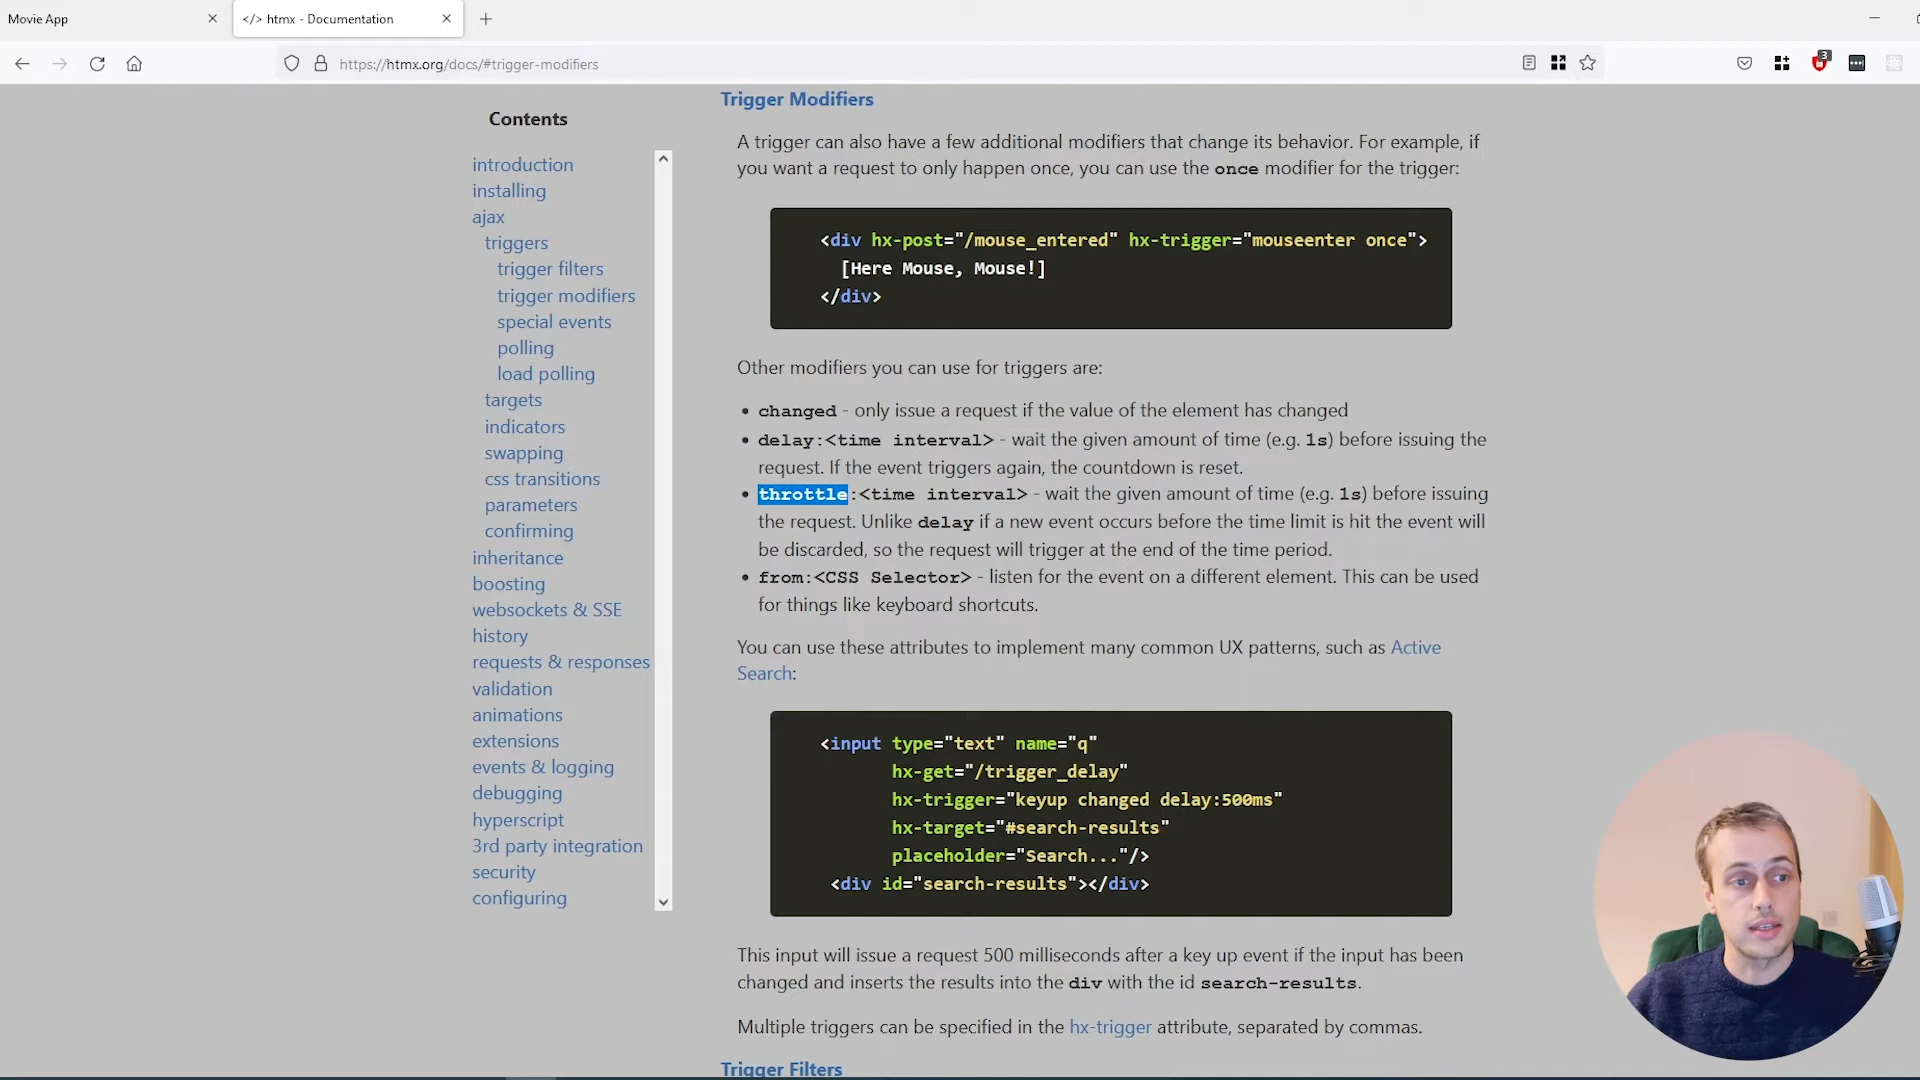 Movie App
</> htmx - Documentation
https://htmx.org/docs/#trigger-modifiers
3
Contents
introduction
installing
ajax
triggers
trigger filters
trigger modifiers
special events
polling
load polling
targets
indicators
swapping
css transitions
parameters
confirming
inheritance
boosting
websockets & SSE
history
requests & responses
validation
animations
extensions
events & logging
debugging
hyperscript
3rd party integration
security
configuring
Trigger Modifiers
A trigger can also have a few additional modifiers that change its behavior. For example, if
you want a request to only happen once, you can use the once modifier for the trigger:
<div hx-post="/mouse_entered" hx-trigger="mouseenter once">
[Here Mouse, Mouse!]
</div>
Other modifiers you can use for triggers are:
• changed - only issue a request if the value of the element has changed
• delay:<time interval> - wait the given amount of time (e.g. 1s) before issuing the
request. If the event triggers again, the countdown is reset.
• throttle:<time interval> - wait the given amount of time (e.g. 1s) before issuing
the request. Unlike delay if a new event occurs before the time limit is hit the event will
be discarded, so the request will trigger at the end of the time period.
• from:<CSS Selector> - listen for the event on a different element. This can be used
for things like keyboard shortcuts.
You can use these attributes to implement many common UX patterns, such as Active
Search:
<input type="text" name="q"
hx-get="/trigger_delay"
hx-trigger="keyup changed delay:500ms"
hx-target="#search-results"
placeholder="Search..."/>
<div id="search-results"></div>
This input will issue a request 500 milliseconds after a key up event if the input has been
changed and inserts the results into the div with the id search-results.
Multiple triggers can be specified in the hx-trigger attribute, separated by commas.
Trigger Filters